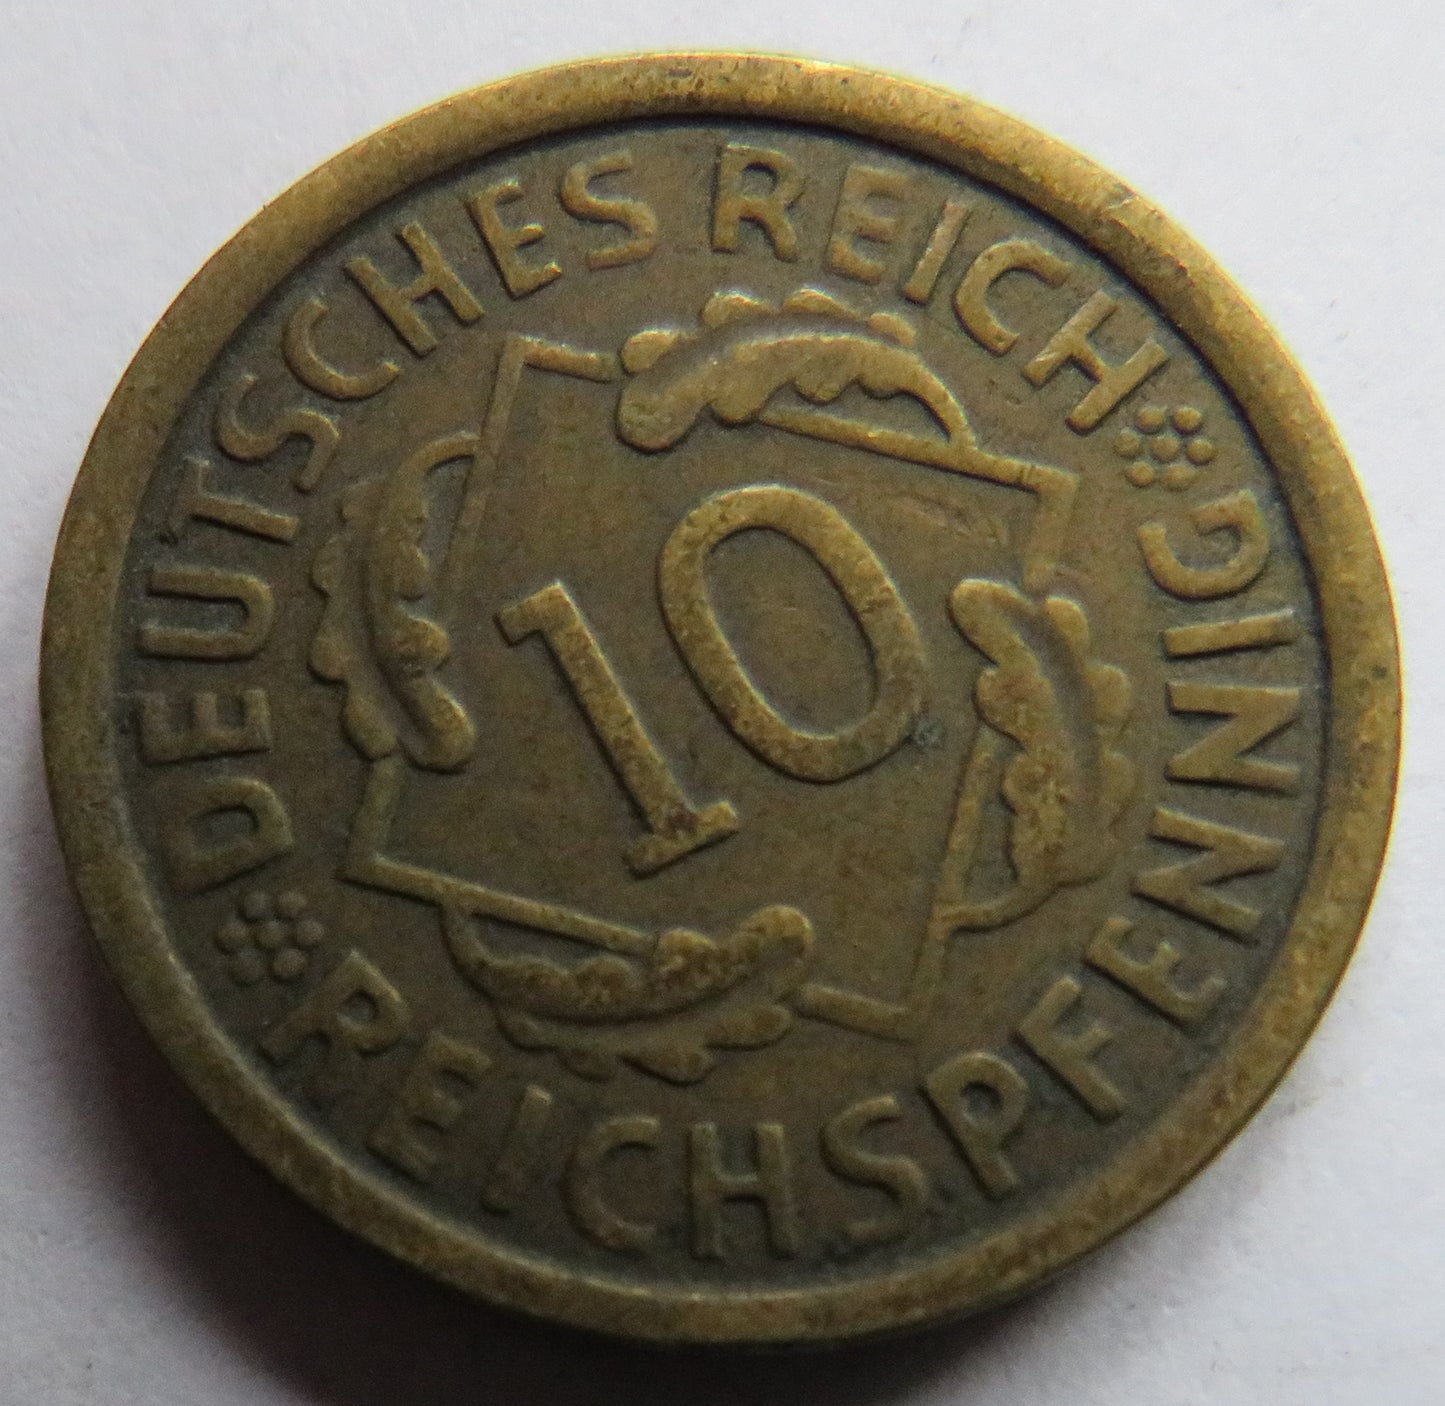 DEUTSCHES REICH
REICHSPFENNIG
10